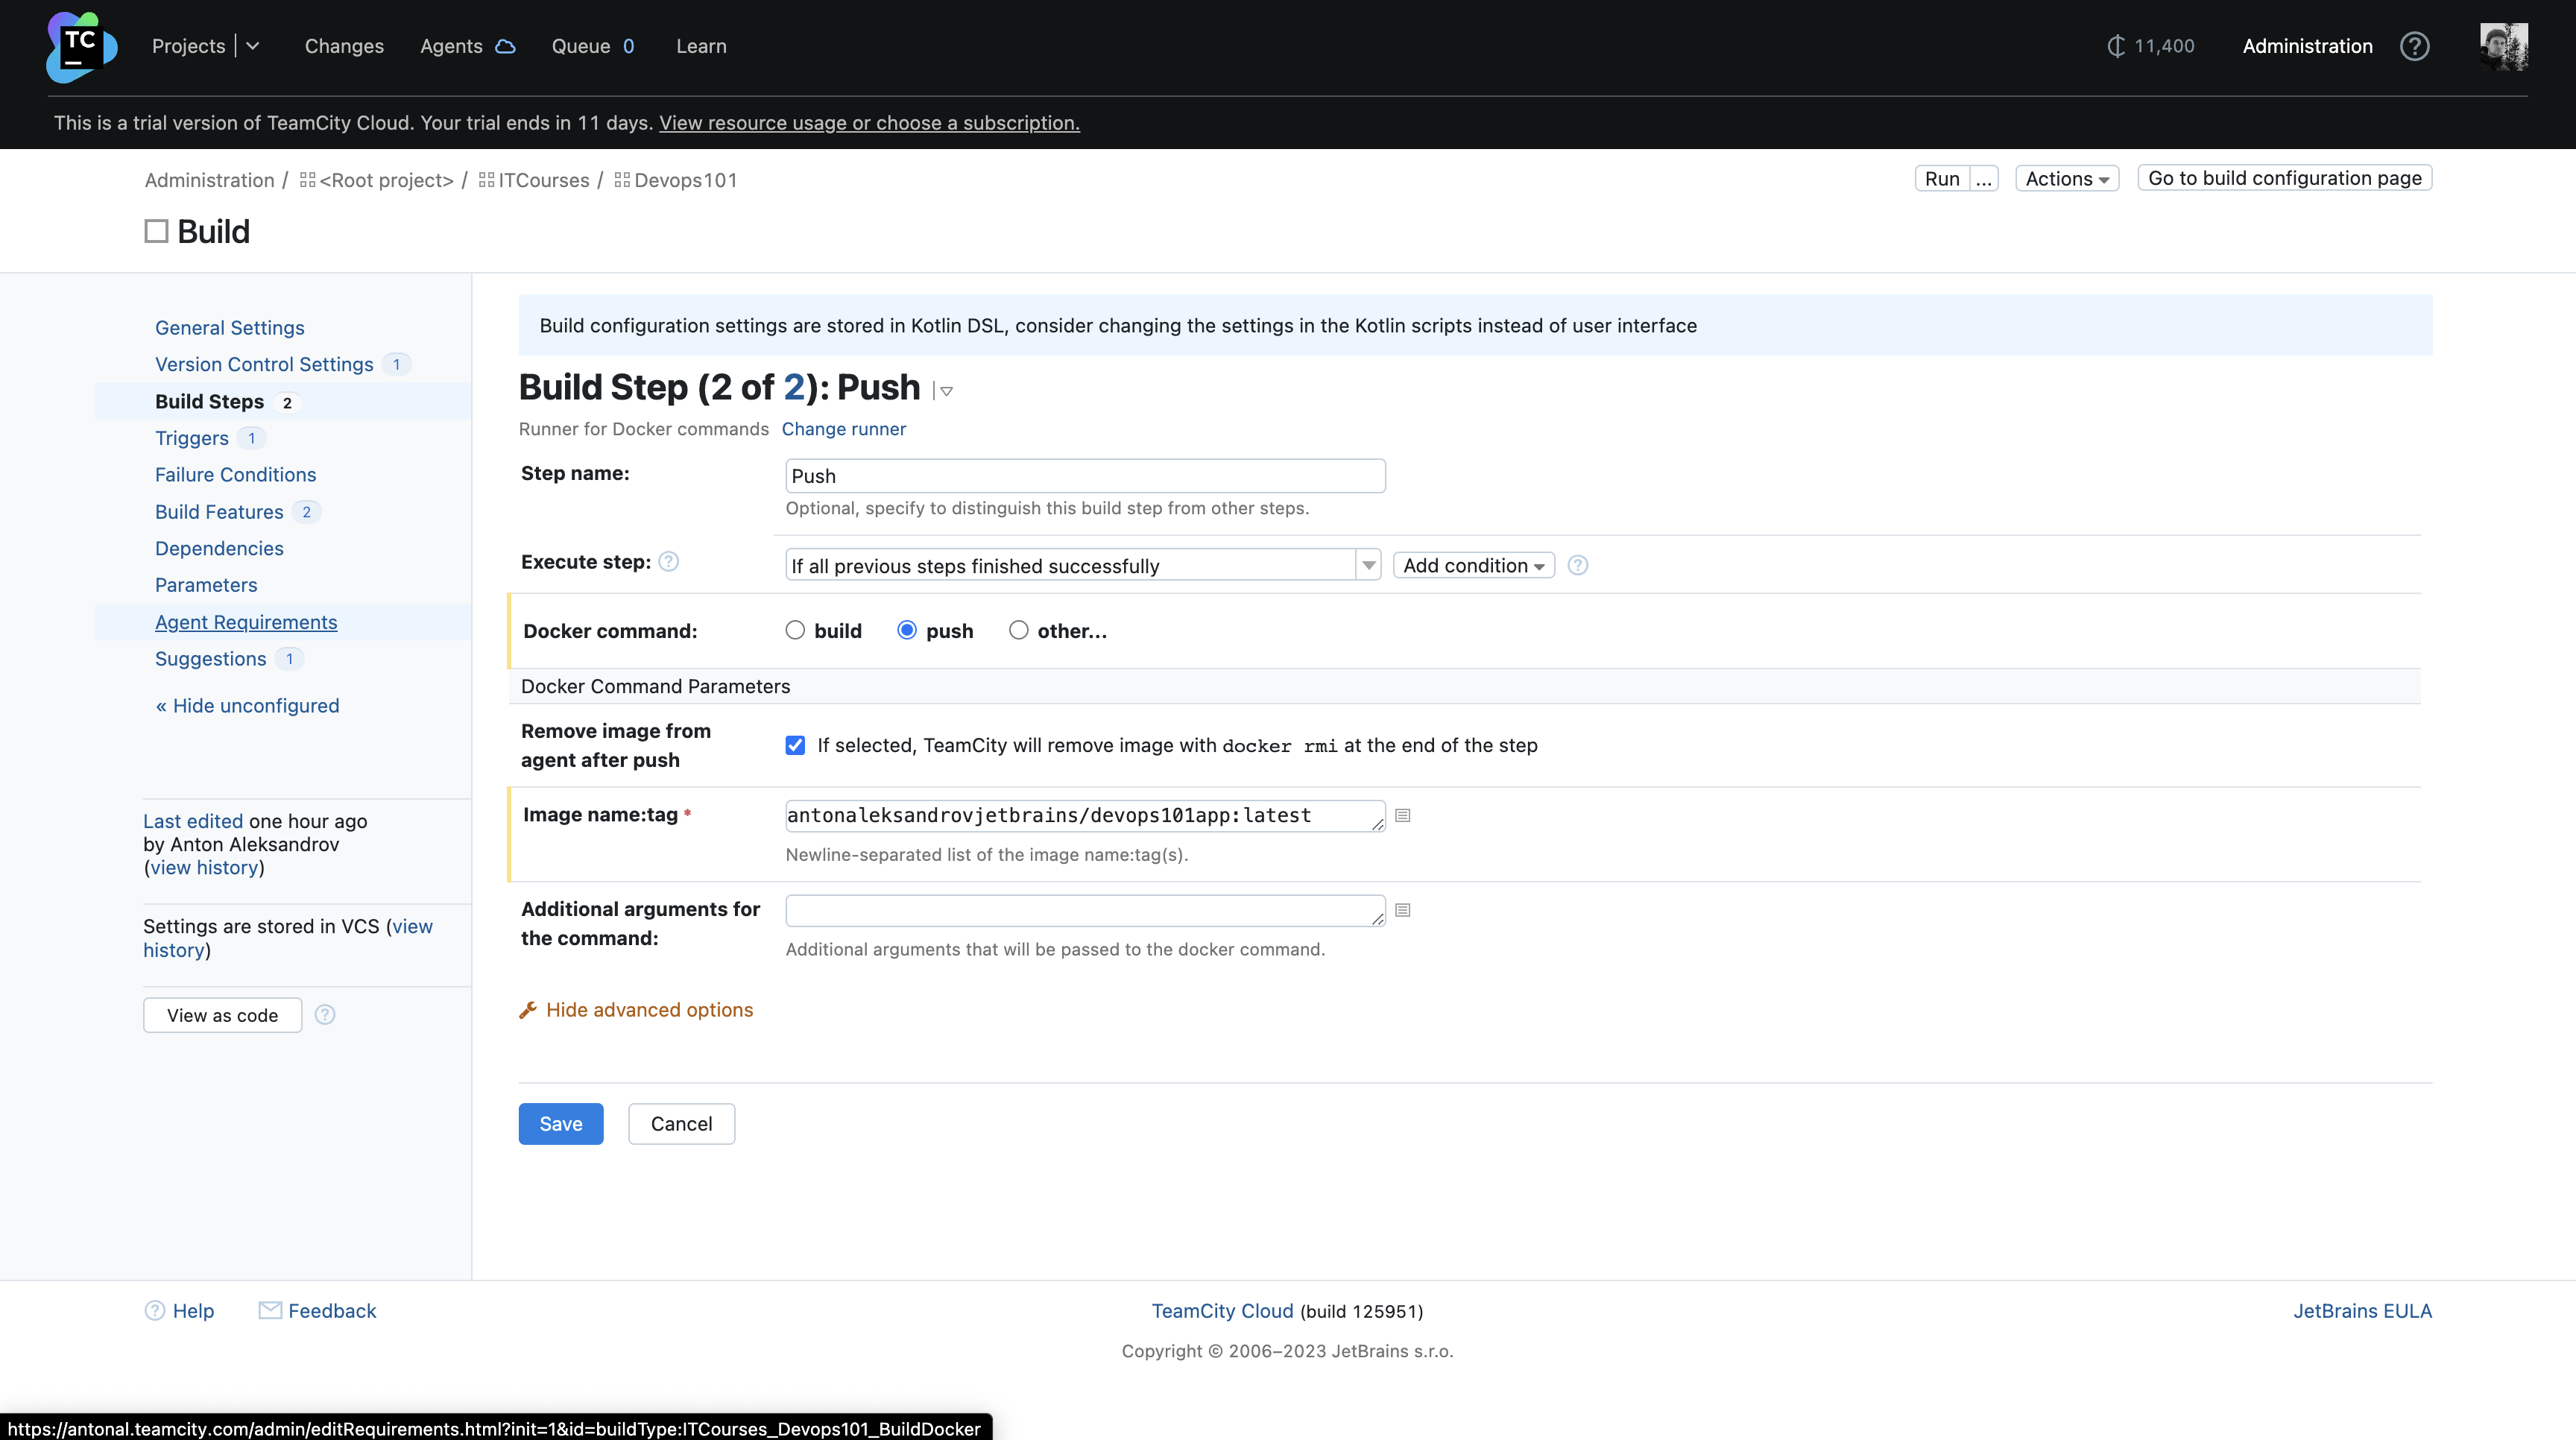 TC
Projects
Changes
Agents
Queue 0
Learn
11,400
Administration
This is a trial version of TeamCity Cloud. Your trial ends in 11 days. View resource usage or choose a subscription.
Administration / <Root project> / ITCourses / Devops101
Run ...
Actions
Go to build configuration page
Build
General Settings
Version Control Settings 1
Build Steps 2
Triggers 1
Failure Conditions
Build Features 2
Dependencies
Parameters
Agent Requirements
Suggestions 1
« Hide unconfigured
Last edited one hour ago
by Anton Aleksandrov
(view history)
Settings are stored in VCS (view
history)
View as code ?
Build configuration settings are stored in Kotlin DSL, consider changing the settings in the Kotlin scripts instead of user interface
Build Step (2 of 2): Push
Runner for Docker commands Change runner
Step name:
Push
Optional, specify to distinguish this build step from other steps.
Execute step: ?
If all previous steps finished successfully
Add condition
?
Docker command:
build push other...
Docker Command Parameters
Remove image from
agent after push
If selected, TeamCity will remove image with docker rmi at the end of the step
Image name:tag *
antonaleksandrovjetbrains/devops101app:latest
Newline-separated list of the image name:tag(s).
Additional arguments for
the command:
Additional arguments that will be passed to the docker command.
Hide advanced options
Save
Cancel
? Help
Feedback
TeamCity Cloud (build 125951)
JetBrains EULA
Copyright © 2006–2023 JetBrains s.r.o.
https://antonal.teamcity.com/admin/editRequirements.html?init=1&id=buildType:ITCourses_Devops101_BuildDocker